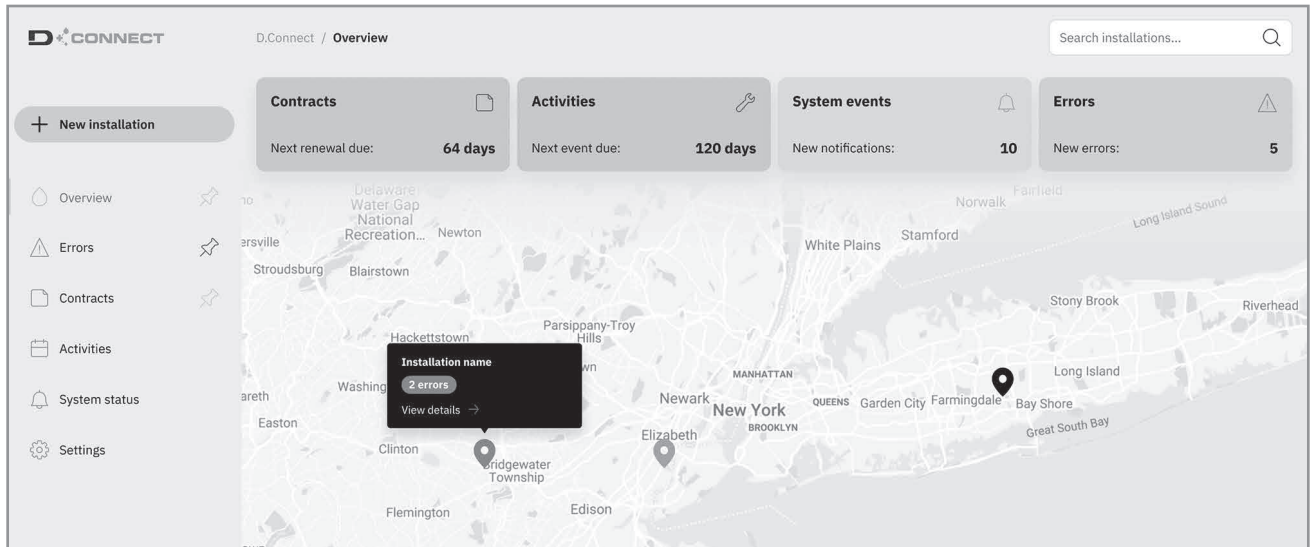 D CONNECT
D.Connect / Overview
Search installations...
New installation
Overview
Errors
Contracts
Activities
System status
Settings
Contracts
Next renewal due: 64 days
Activities
Next event due: 120 days
System events
New notifications: 10
Errors
New errors: 5
Delaware
Water Gap
National
Recreation...
Newton
Fairfield
Norwalk
Long Island Sound
Stamford
White Plains
ersville
Stroudsburg
Blairstown
Stony Brook
Riverhead
Parsippany-Troy
Hills
Hackettstown
Installation name
2 errors
View details
wn
Washing
MANHATTAN
Long Island
areth
Newark
New York
QUEENS
Garden City
Farmingdale
Bay Shore
Easton
BROOKLYN
Great South Bay
Elizabeth
Clinton
Bridgewater
Township
Flemington
Edison